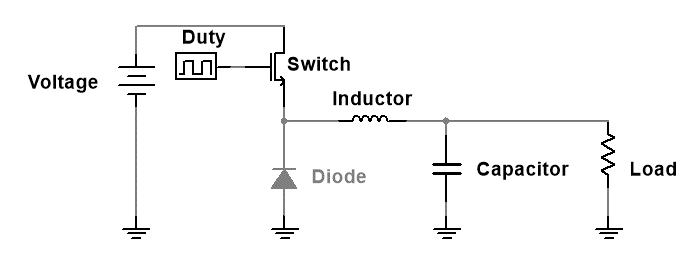 Duty
Switch
Voltage
Inductor
Diode
Capacitor
Load